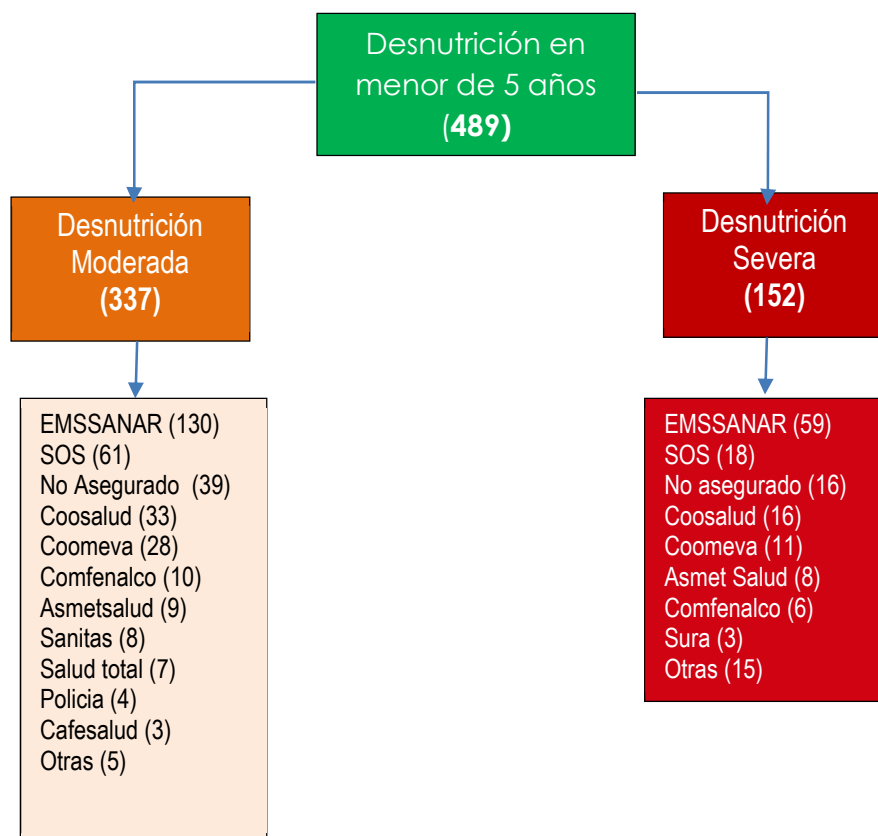 Desnutrición en
menor de 5 años
(489)
Desnutrición
Moderada
(337)
Desnutrición
Severa
(152)
EMSSANAR (130)
SOS (61)
No Asegurado (39)
Coosalud (33)
Coomeva (28)
Comfenalco (10)
Asmetsalud (9)
Sanitas (8)
Salud total (7)
Policia (4)
Cafesalud (3)
Otras (5)
EMSSANAR (59)
SOS (18)
No asegurado (16)
Coosalud (16)
Coomeva (11)
Asmet Salud (8)
Comfenalco (6)
Sura (3)
Otras (15)